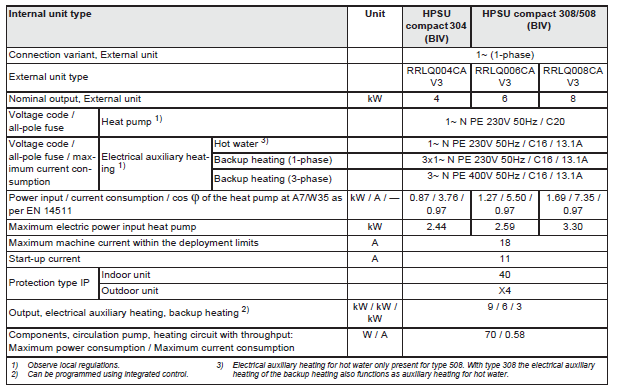 Internal unit type Unit HPSU compact 304 (BIV) HPSU compact 308/508 (BIV)
Connection variant, External unit 1~ (1-phase)
External unit type RRLQ004CA V3 RRLQ006CA V3 RRLQ008CA V3
Nominal output, External unit kW 4 6 8
Voltage code / all-pole fuse Heat pump 1) 1~ N PE 230V 50Hz / C20
Voltage code / all-pole fuse / max-imum current con-sumption Electrical auxiliary heat-ing 1) Hot water 3) 1~ N PE 230V 50Hz / C16 / 13.1A
Backup heating (1-phase) 3x1~ N PE 230V 50Hz / C16 / 13.1A
Backup heating (3-phase) 3~ N PE 400V 50Hz / C16 / 13.1A
Power input / current consumption / cos φ of the heat pump at A7/W35 as per EN 14511 kW / A / — 0.87 / 3.76 / 0.97 1.27 / 5.50 / 0.97 1.69 / 7.35 / 0.97
Maximum electric power input heat pump kW 2.44 2.59 3.30
Maximum machine current within the deployment limits A 18
Start-up current A 11
Protection type IP Indoor unit 40
Outdoor unit X4
Output, electrical auxiliary heating, backup heating 2) kW / kW / kW 9 / 6 / 3
Components, circulation pump, heating circuit with throughput: W / A 70 / 0.58
Maximum power consumption / Maximum current consumption
1) Observe local regulations.
2) Can be programmed using integrated control.
3) Electrical auxiliary heating for hot water only present for type 508. With type 308 the electrical auxiliary
heating of the backup heating also functions as auxiliary heating for hot water.